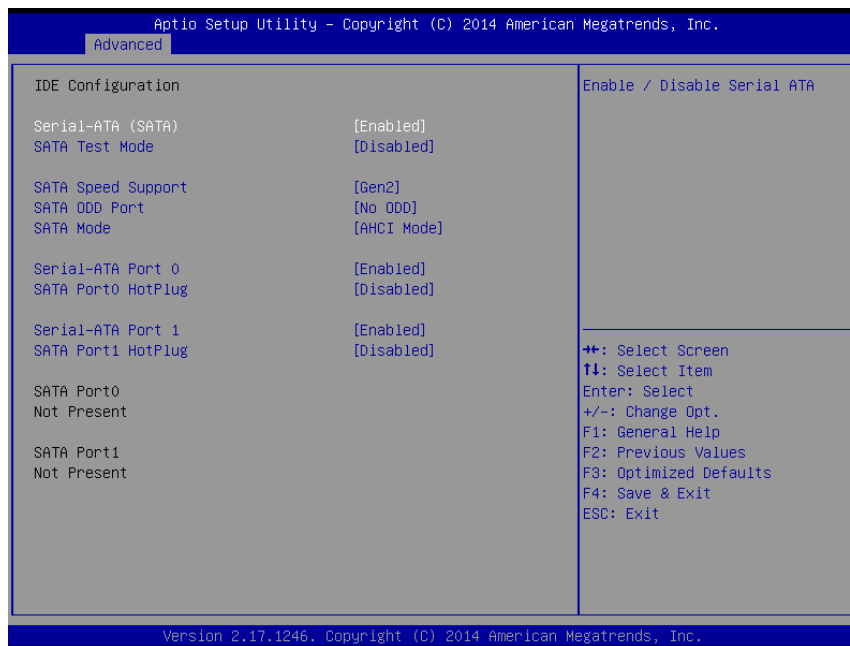 Aptio Setup Utility – Copyright (C) 2014 American Megatrends, Inc.
Advanced
IDE Configuration
Serial-ATA (SATA) [Enabled]
SATA Test Mode [Disabled]
SATA Speed Support [Gen2]
SATA ODD Port [No ODD]
SATA Mode [AHCI Mode]
Serial-ATA Port 0 [Enabled]
SATA Port0 HotPlug [Disabled]
Serial-ATA Port 1 [Enabled]
SATA Port1 HotPlug [Disabled]
SATA Port0
Not Present
SATA Port1
Not Present
Enable / Disable Serial ATA
→←: Select Screen
↑↓: Select Item
Enter: Select
+/-: Change Opt.
F1: General Help
F2: Previous Values
F3: Optimized Defaults
F4: Save & Exit
ESC: Exit
Version 2.17.1246. Copyright (C) 2014 American Megatrends, Inc.